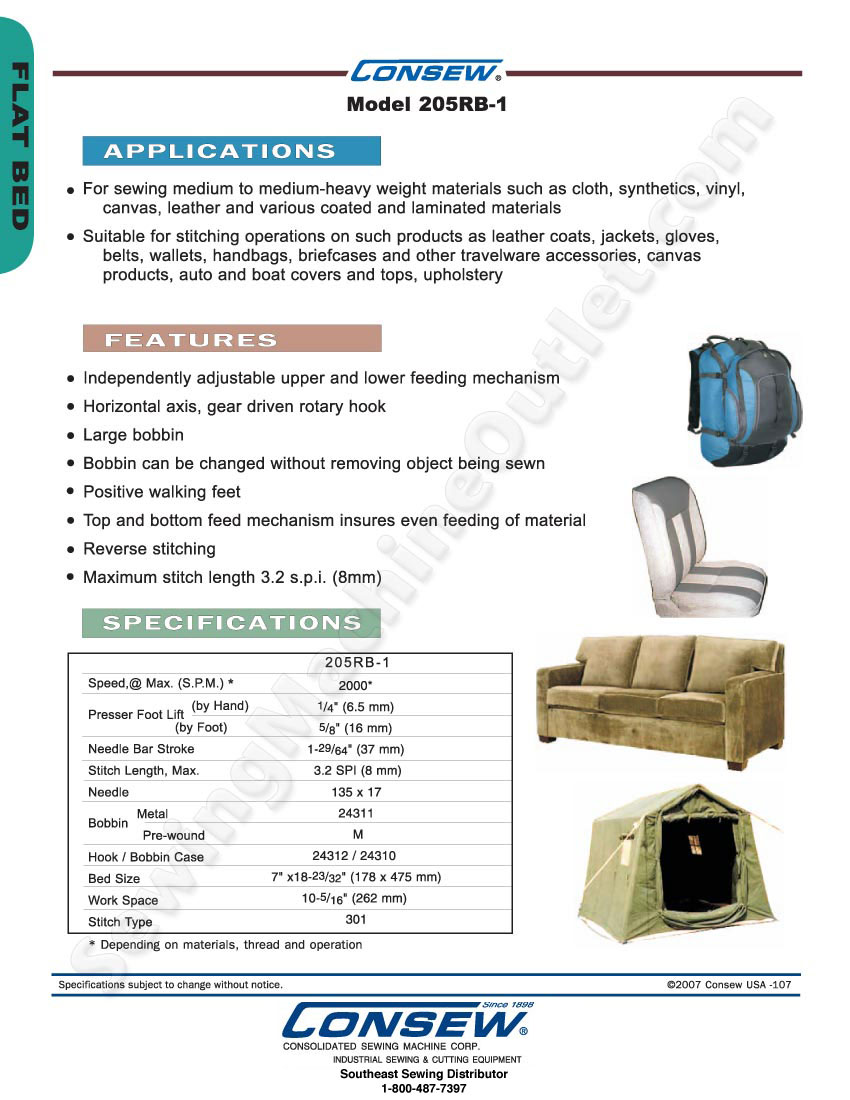 FLAT BED
CONSEW®
Model 205RB-1
APPLICATIONS
• For sewing medium to medium-heavy weight materials such as cloth, synthetics, vinyl,
canvas, leather and various coated and laminated materials
• Suitable for stitching operations on such products as leather coats, jackets, gloves,
belts, wallets, handbags, briefcases and other travelware accessories, canvas
products, auto and boat covers and tops, upholstery
FEATURES
• Independently adjustable upper and lower feeding mechanism
• Horizontal axis, gear driven rotary hook
• Large bobbin
• Bobbin can be changed without removing object being sewn
• Positive walking feet
• Top and bottom feed mechanism insures even feeding of material
• Reverse stitching
• Maximum stitch length 3.2 s.p.i. (8mm)
SPECIFICATIONS
205RB-1
Speed,@ Max. (S.P.M.) * 2000*
Presser Foot Lift (by Hand) 1/4" (6.5 mm)
(by Foot) 5/8" (16 mm)
Needle Bar Stroke 1-29/64" (37 mm)
Stitch Length, Max. 3.2 SPI (8 mm)
Needle 135 x 17
Bobbin Metal 24311
Pre-wound M
Hook / Bobbin Case 24312 / 24310
Bed Size 7" x18-23/32" (178 x 475 mm)
Work Space 10-5/16" (262 mm)
Stitch Type 301
* Depending on materials, thread and operation
SewingMachineOutlet.com
Specifications subject to change without notice. ©2007 Consew USA -107
Since 1898
CONSEW®
CONSOLIDATED SEWING MACHINE CORP.
INDUSTRIAL SEWING & CUTTING EQUIPMENT
Southeast Sewing Distributor
1-800-487-7397